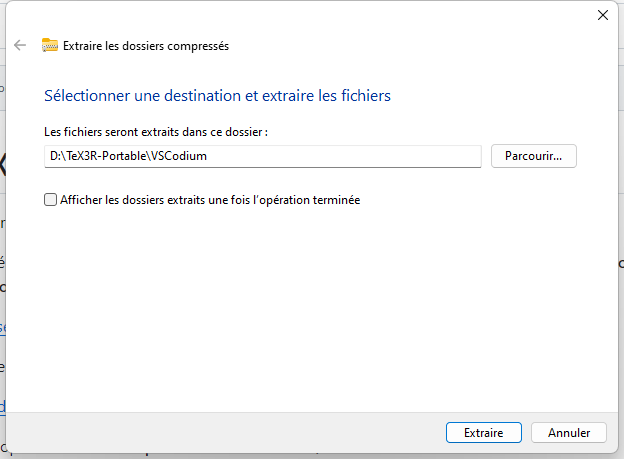 Extraire les dossiers compressés
Sélectionner une destination et extraire les fichiers
Les fichiers seront extraits dans ce dossier :
D:\TeX3R-Portable\VSCodium
Parcourir...
Afficher les dossiers extraits une fois l'opération terminée
Extraire
Annuler